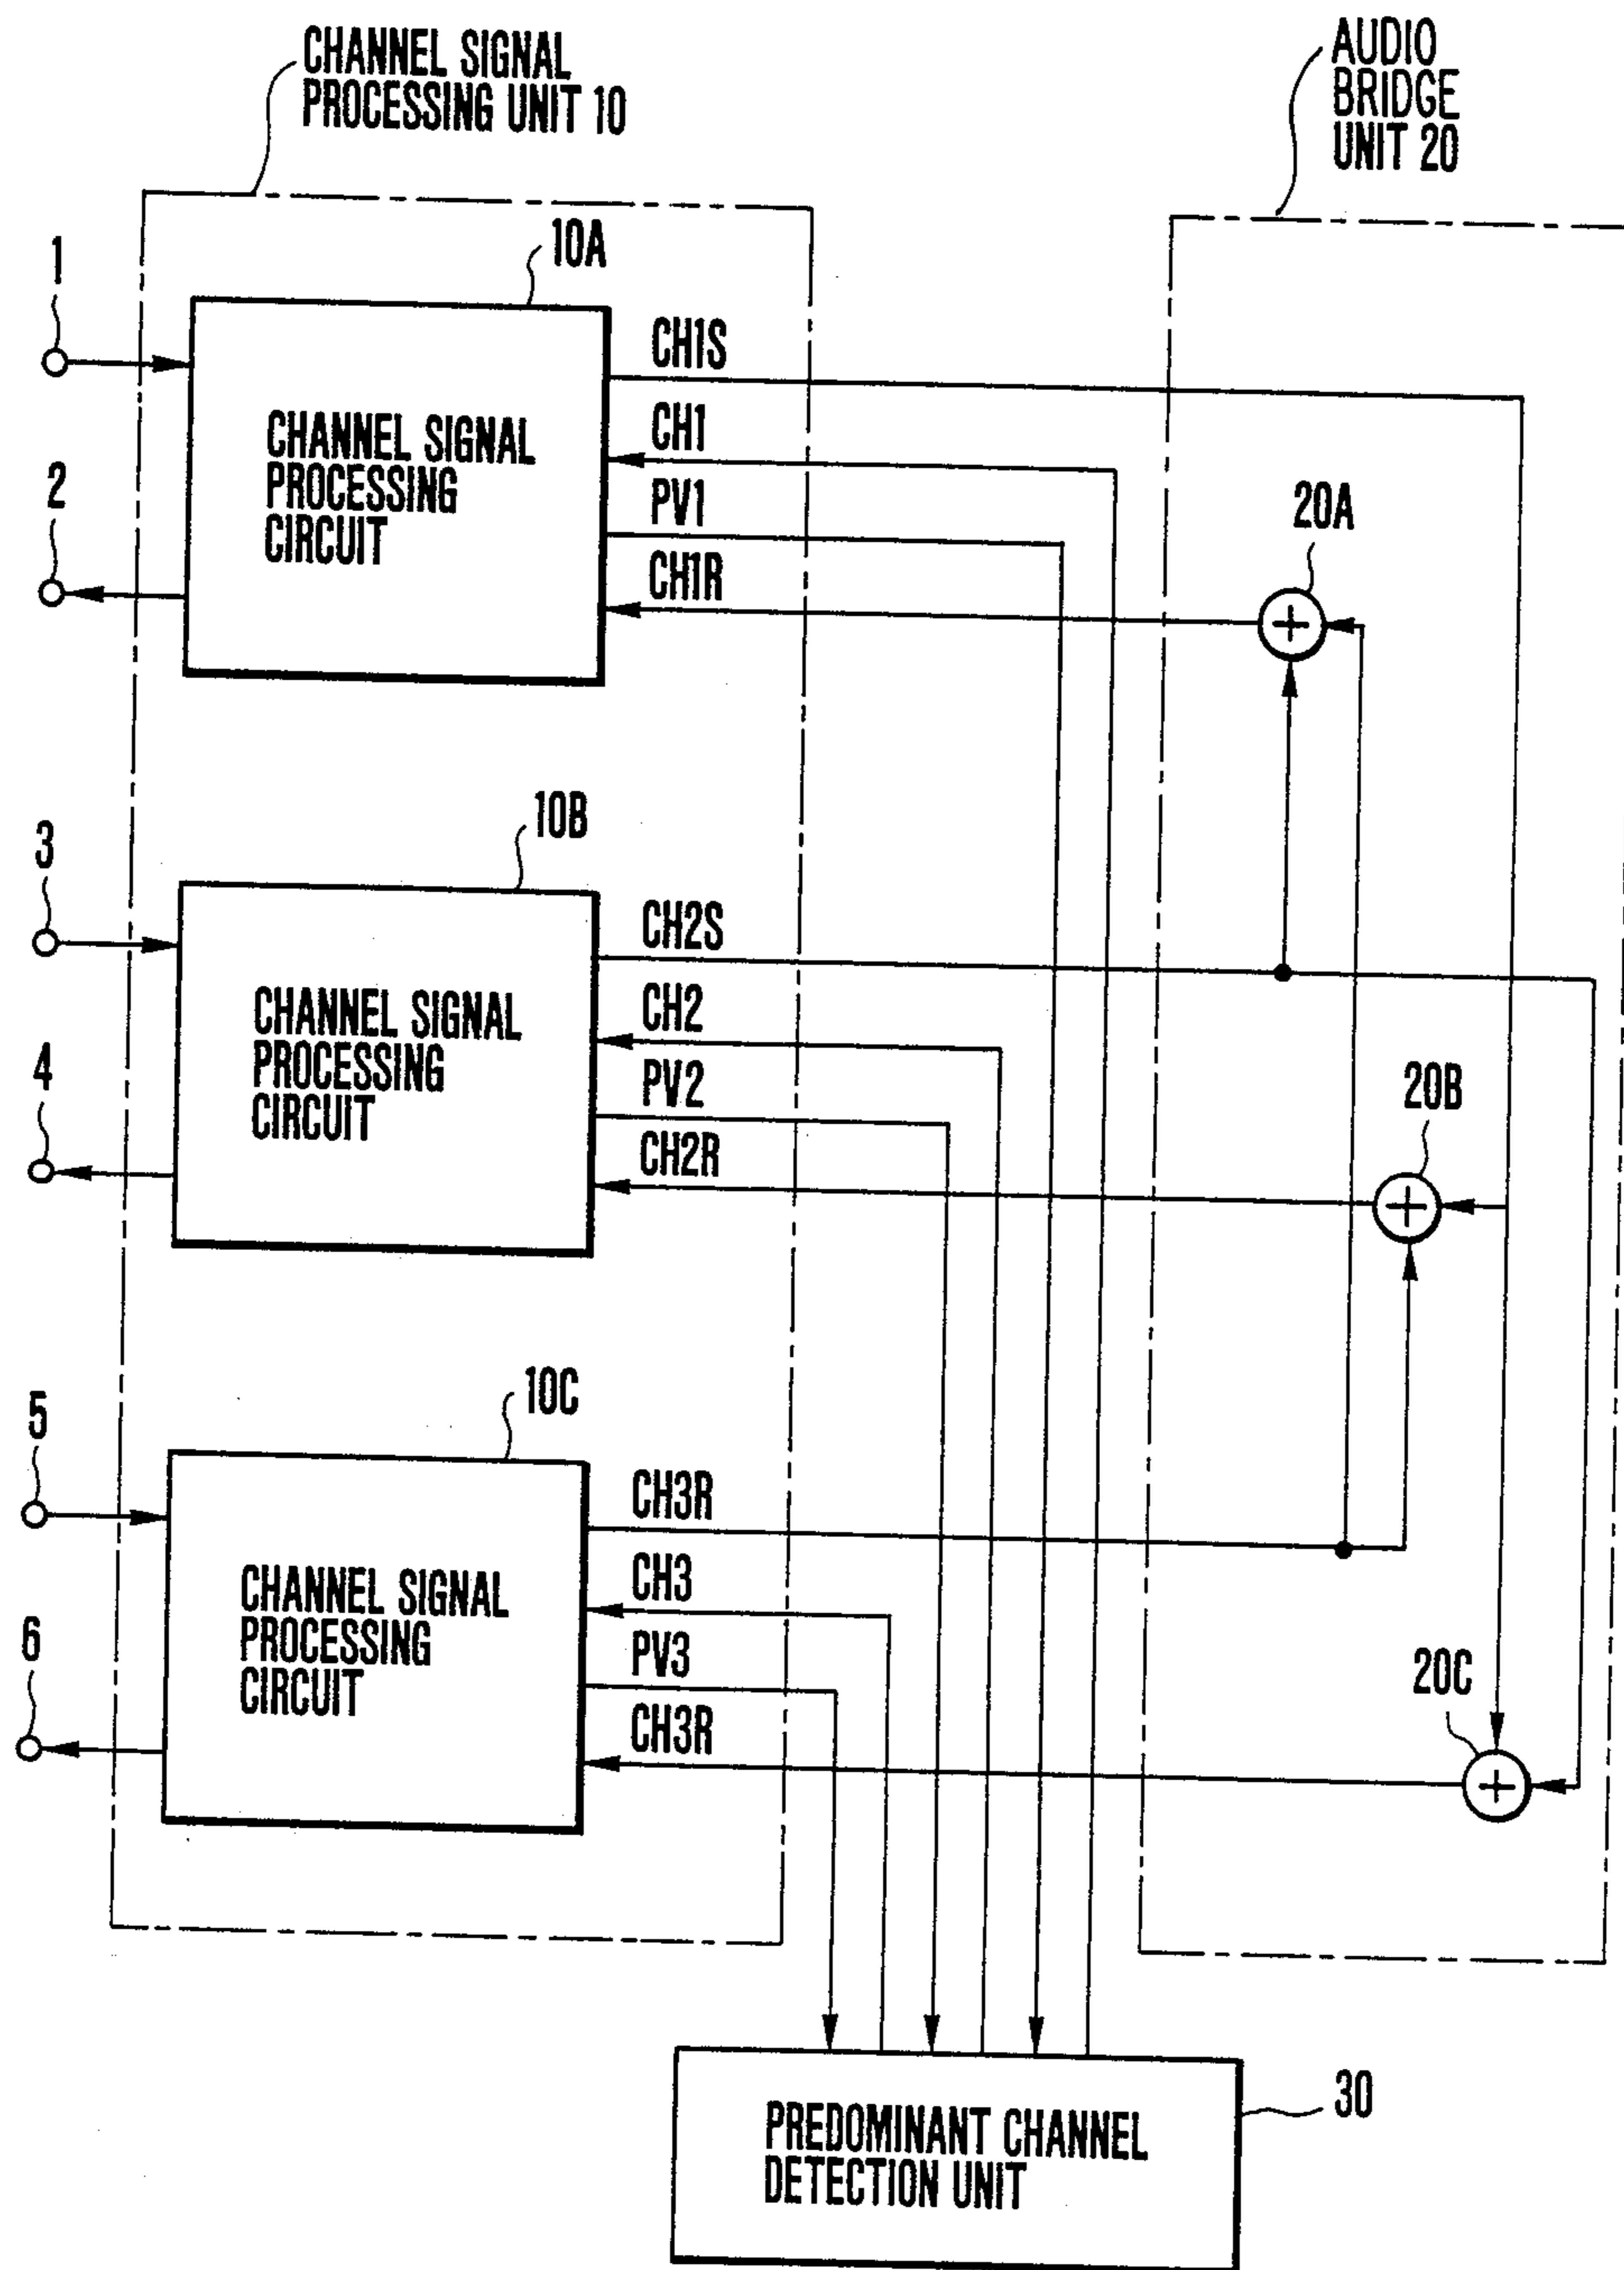 CHANNEL SIGNAL
PROCESSING UNIT 10
AUDIO
BRIDGE
UNIT 20
10A
1
CH1S
CH1
CHANNEL SIGNAL
PROCESSING
CIRCUIT
2
PV1
20A
CH1R
10B
3
CH2S
CHANNEL SIGNAL
PROCESSING
CIRCUIT
CH2
4
PV2
20B
CH2R
10C
5
CH3R
CHANNEL SIGNAL
PROCESSING
CIRCUIT
CH3
6
PV3
20C
CH3R
30
PREDOMINANT CHANNEL
DETECTION UNIT